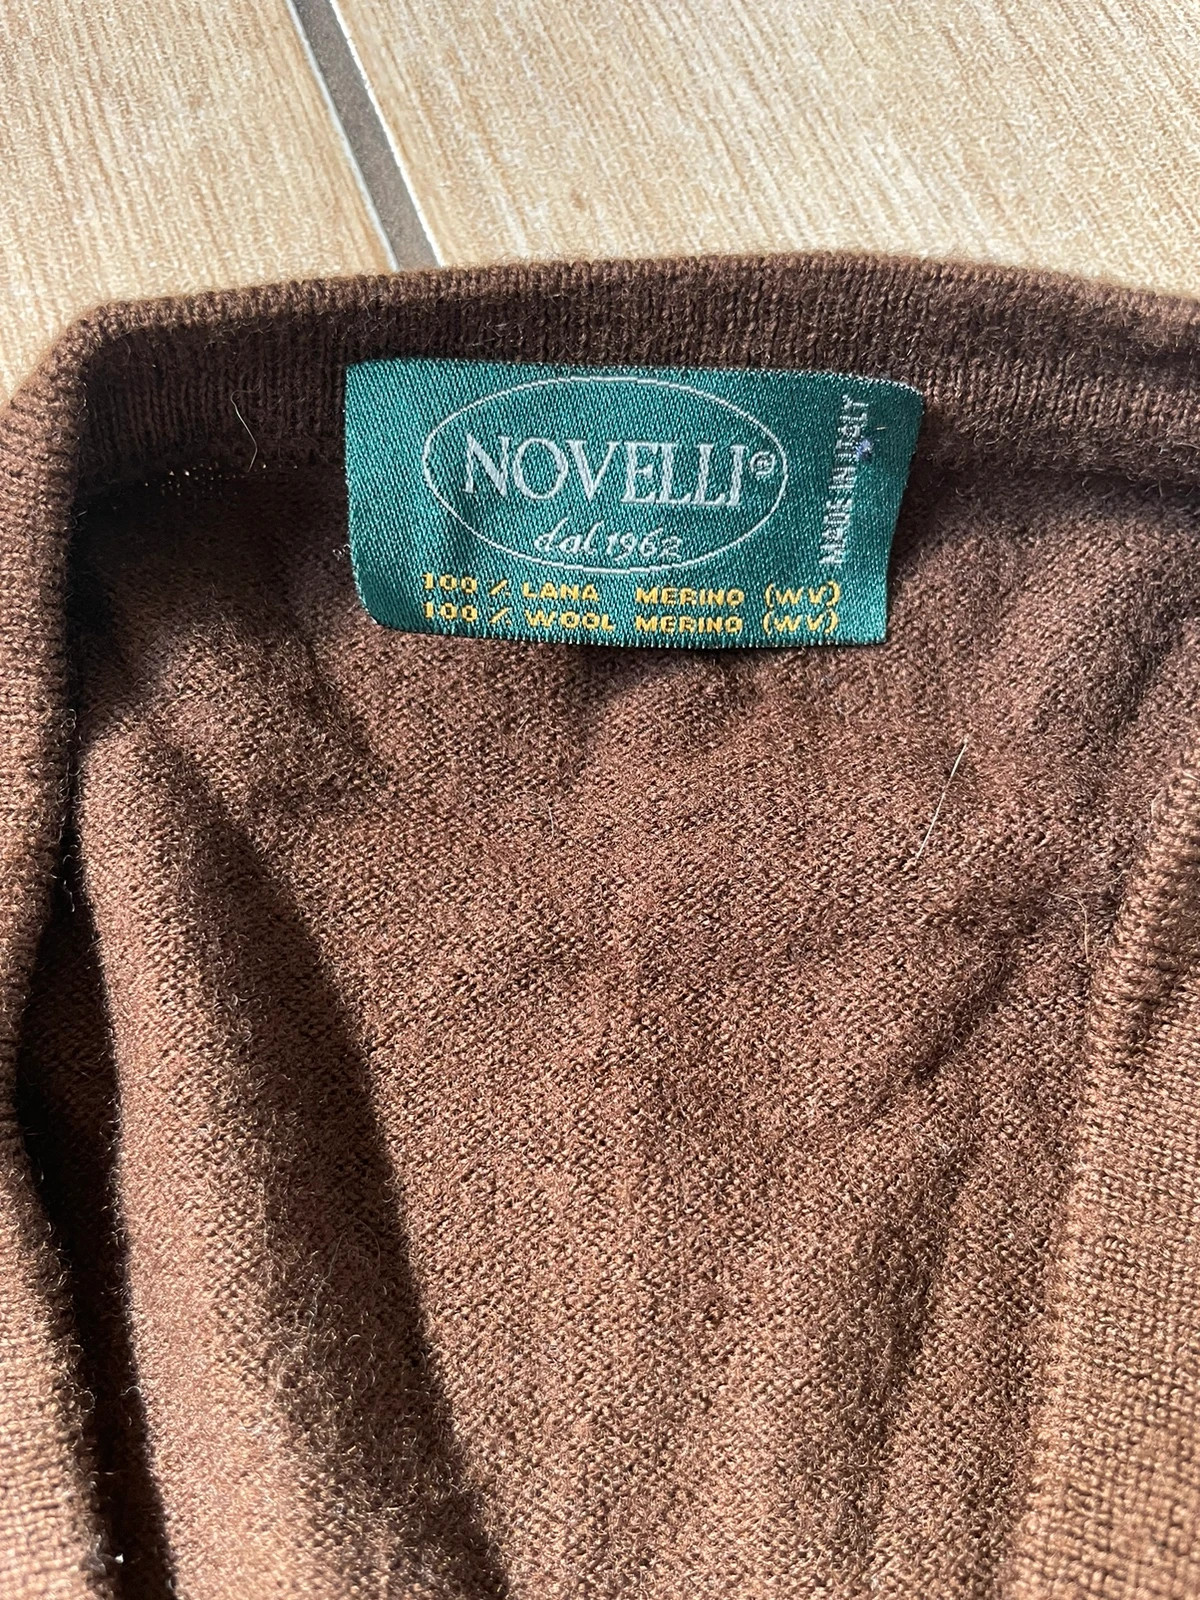 NOVELLI®
dal 1962
100 % LANA MERINO (WV)
100 % WOOL MERINO (WV)
MADE IN ITALY